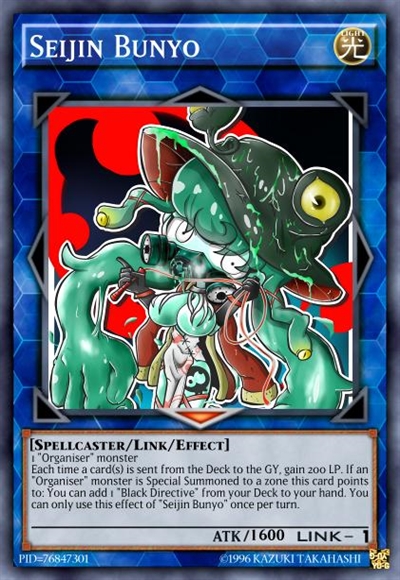 SEIJIN BUNYO
LIGHT
光
[SPELLCASTER/LINK/EFFECT]
1 "Organiser" monster
Each time a card(s) is sent from the Deck to the GY, gain 200 LP. If an
"Organiser" monster is Special Summoned to a zone this card points
to: You can add 1 "Black Directive" from your Deck to your hand. You
can only use this effect of "Seijin Bunyo" once per turn.
ATK/1600 LINK-1
PID=76847301 ©1996 KAZUKI TAKAHASHI